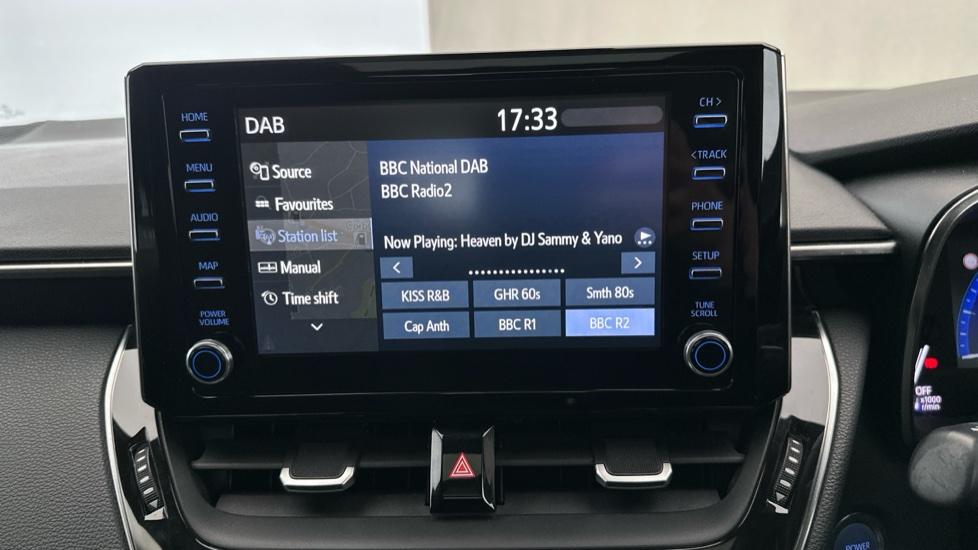 DAB
17:33
HOME
MENU
AUDIO
MAP
POWER
VOLUME
Source
Favourites
Station list
Manual
Time shift
BBC National DAB
BBC Radio2
Now Playing: Heaven by DJ Sammy & Yano
KISS R&B
GHR 60s
Smth 80s
Cap Anth
BBC R1
BBC R2
CH >
< TRACK
PHONE
SETUP
TUNE
SCROLL
OFF
x1000
r/min
POWER